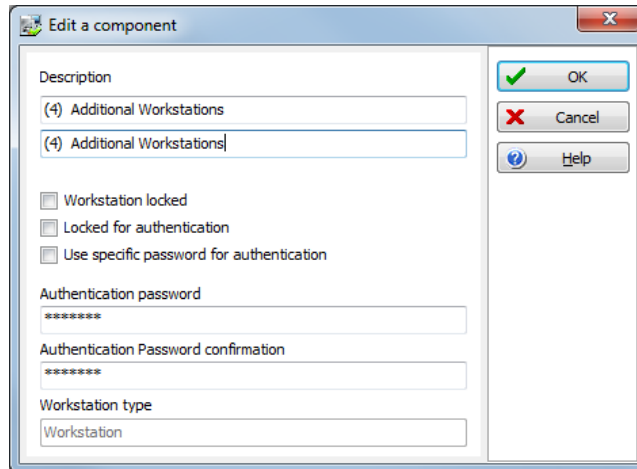 Edit a component
Description
(4) Additional Workstations
(4) Additional Workstations
Workstation locked
Locked for authentication
Use specific password for authentication
Authentication password
*******
Authentication Password confirmation
*******
Workstation type
Workstation
OK
Cancel
Help